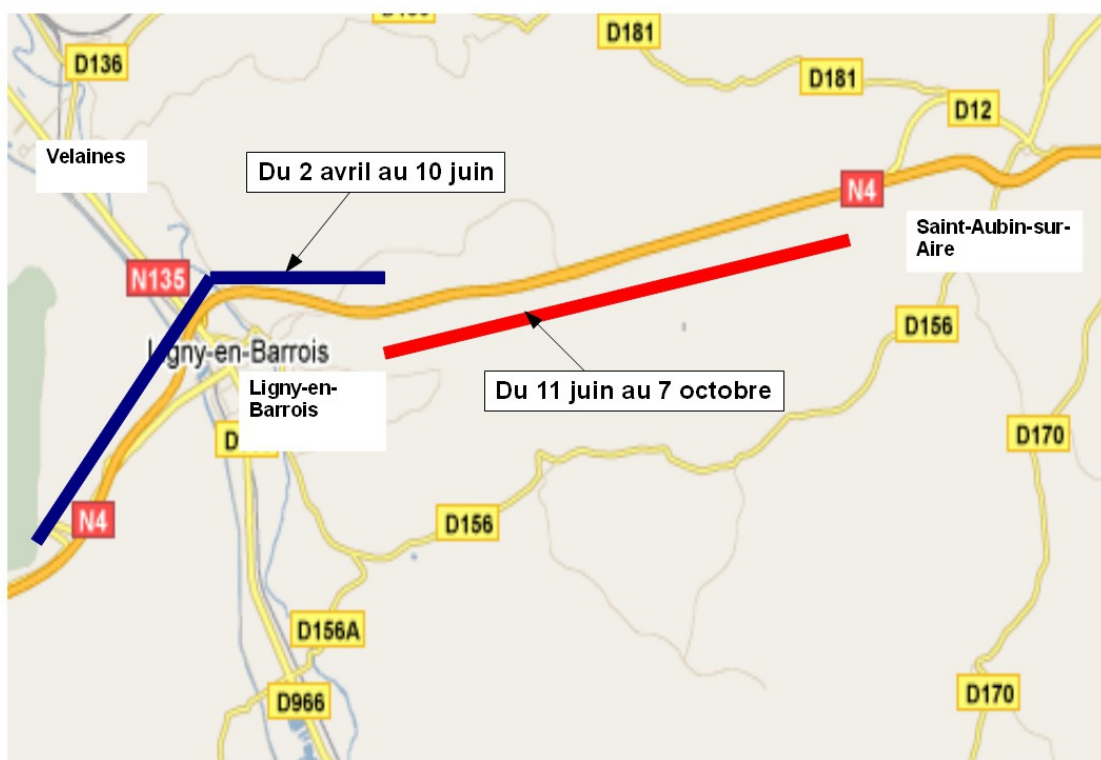 D181
D136
D181
D12
Velaines
Du 2 avril au 10 juin
N4
Saint-Aubin-sur-
Aire
N135
D156
Ligny-en-Barrois
Ligny-en-
Barrois
Du 11 juin au 7 octobre
D170
N4
D156
D156A
D966
D170